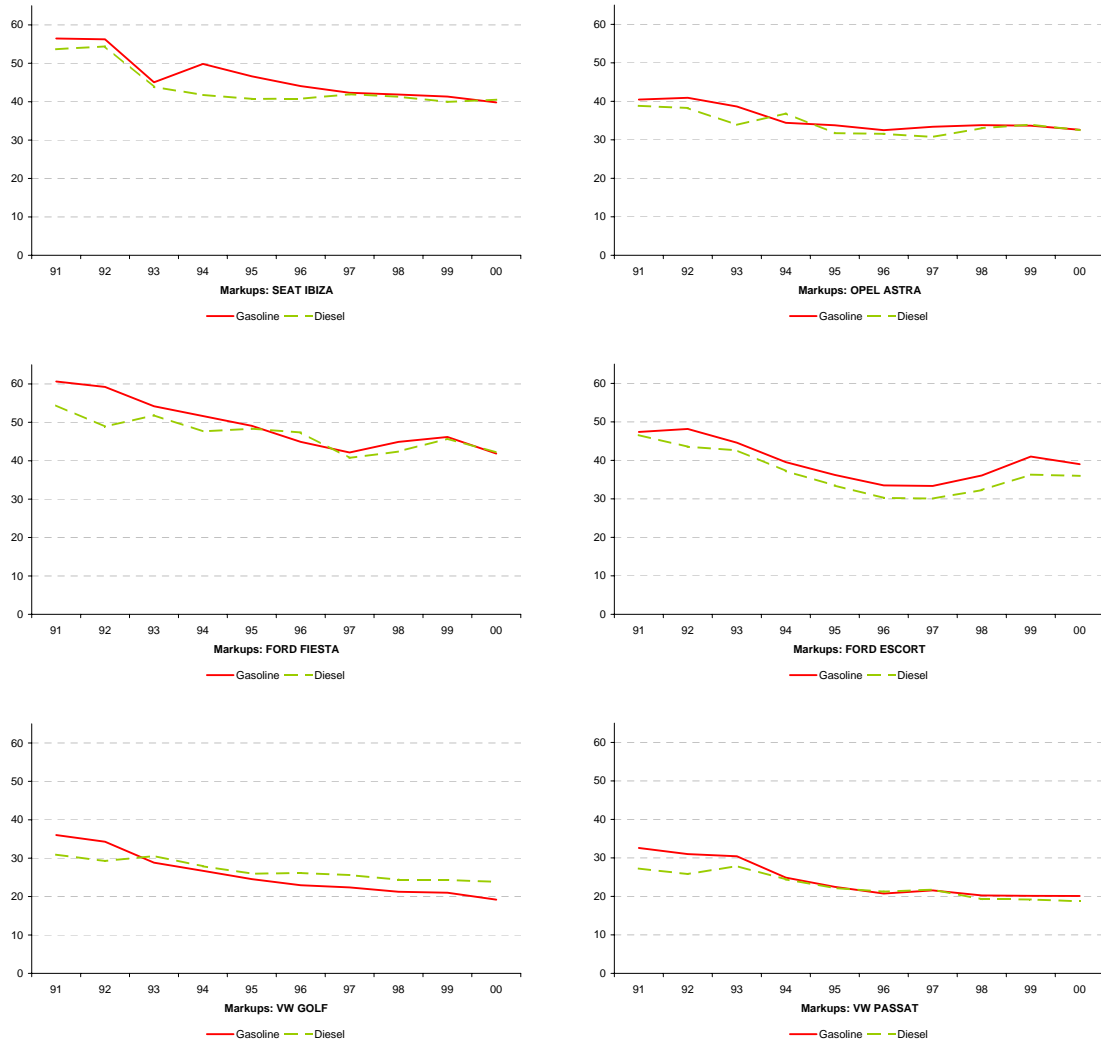 60
50
40
30
20
10
0
91 92 93 94 95 96 97 98 99 00
Markups: SEAT IBIZA
Gasoline Diesel
60
50
40
30
20
10
0
91 92 93 94 95 96 97 98 99 00
Markups: OPEL ASTRA
Gasoline Diesel
60
50
40
30
20
10
0
91 92 93 94 95 96 97 98 99 00
Markups: FORD FIESTA
Gasoline Diesel
60
50
40
30
20
10
0
91 92 93 94 95 96 97 98 99 00
Markups: FORD ESCORT
Gasoline Diesel
60
50
40
30
20
10
0
91 92 93 94 95 96 97 98 99 00
Markups: VW GOLF
Gasoline Diesel
60
50
40
30
20
10
0
91 92 93 94 95 96 97 98 99 00
Markups: VW PASSAT
Gasoline Diesel